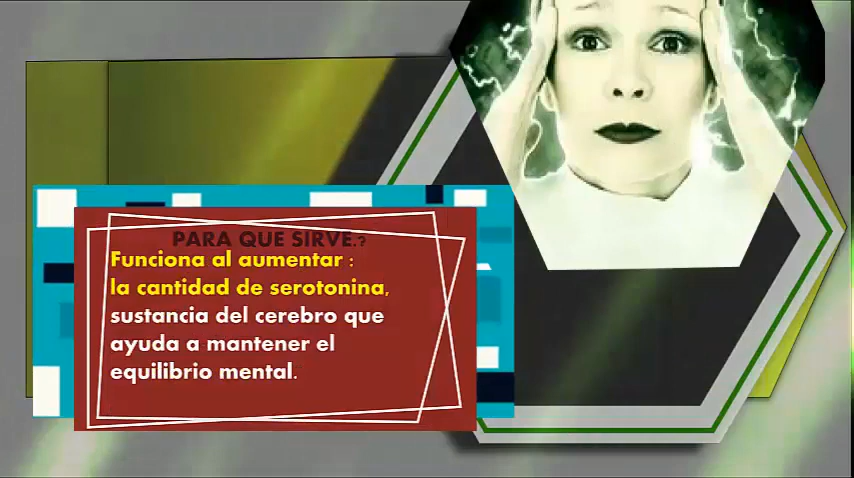 PARA QUE SIRVE.?
Funciona al aumentar :
la cantidad de serotonina,
sustancia del cerebro que
ayuda a mantener el
equilibrio mental.